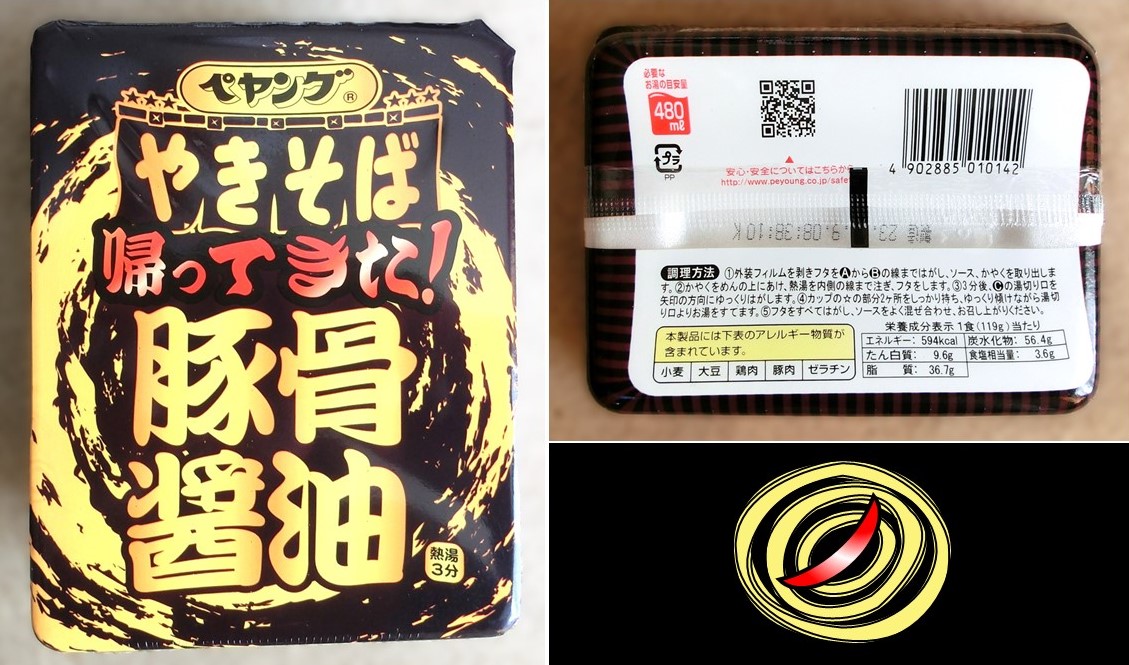 ペヤング®
やきそば
帰ってきた!
豚骨
醤油
熱湯
3分
必要な
お湯の目安量
480
mℓ
プラ
PP
安心・安全についてはこちらから
http://www.peyoung.co.jp/safe
4 902885 010142
23. 9.08:38:10K
調理方法 ①外装フィルムを剥きフタをAからBの線まではがし、ソース、かやくを取り出しま
す。②かやくをめんの上にあけ、熱湯を内側の線まで注ぎ、フタをします。③3分後、Cの湯切り口を
矢印の方向にゆっくりはがします。④カップの☆の部分2ヶ所をしっかり持ち、ゆっくり傾けながら湯切
り口よりお湯をすてます。⑤フタをすべてはがし、ソースをよく混ぜ合わせ、お召し上がりください。
本製品には下表のアレルギー物質が
含まれています。
小麦 大豆 鶏肉 豚肉 ゼラチン
栄養成分表示 1食(119g)当たり
エネルギー: 594kcal 炭水化物: 56.4g
たん白質: 9.6g 食塩相当量: 3.6g
脂 質: 36.7g